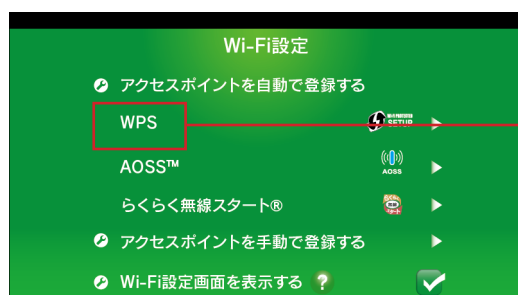 Wi-Fi設定
アクセスポイントを自動で登録する
WPS
SETUP
AOSS™
AOSS
らくらく無線スタート®
アクセスポイントを手動で登録する
Wi-Fi設定画面を表示する ?